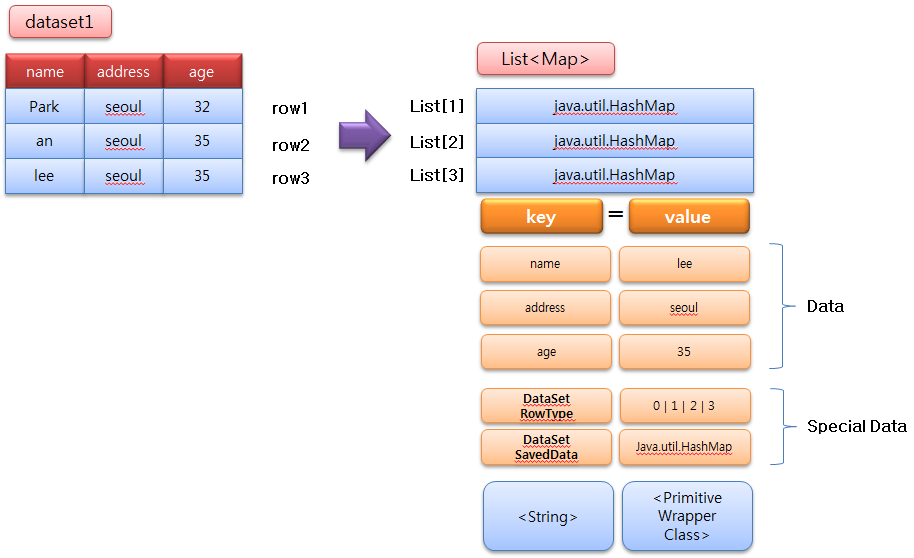 dataset1
name address age
Park seoul 32
an seoul 35
lee seoul 35
row1
row2
row3
List<Map>
List[1] java.util.HashMap
List[2] java.util.HashMap
List[3] java.util.HashMap
key = value
name lee
address seoul
age 35
Data
DataSet
RowType
0 | 1 | 2 | 3
DataSet
SavedData
Java.util.HashMap
Special Data
<String>
<Primitive
Wrapper
Class>